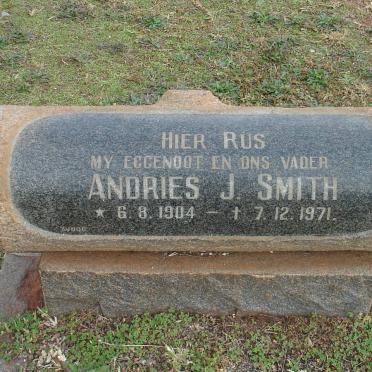 HIER RUS
MY EGGENOOT EN ONS VADER
ANDRIES J. SMITH
* 6.8.1904 – † 7.12.1971.